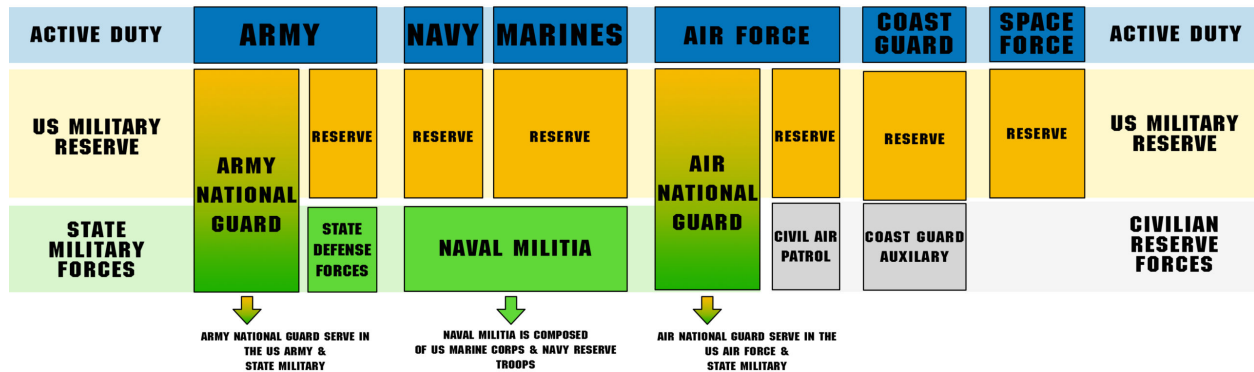 ACTIVE DUTY
ARMY
NAVY
MARINES
AIR FORCE
COAST
GUARD
SPACE
FORCE
ACTIVE DUTY
US MILITARY
RESERVE
ARMY
NATIONAL
GUARD
RESERVE
RESERVE
RESERVE
AIR
NATIONAL
GUARD
RESERVE
RESERVE
RESERVE
US MILITARY
RESERVE
STATE
MILITARY
FORCES
STATE
DEFENSE
FORCES
NAVAL MILITIA
CIVIL AIR
PATROL
COAST GUARD
AUXILARY
CIVILIAN
RESERVE
FORCES
ARMY NATIONAL GUARD SERVE IN
THE US ARMY &
STATE MILITARY
NAVAL MILITIA IS COMPOSED
OF US MARINE CORPS & NAVY RESERVE
TROOPS
AIR NATIONAL GUARD SERVE IN THE
US AIR FORCE &
STATE MILITARY